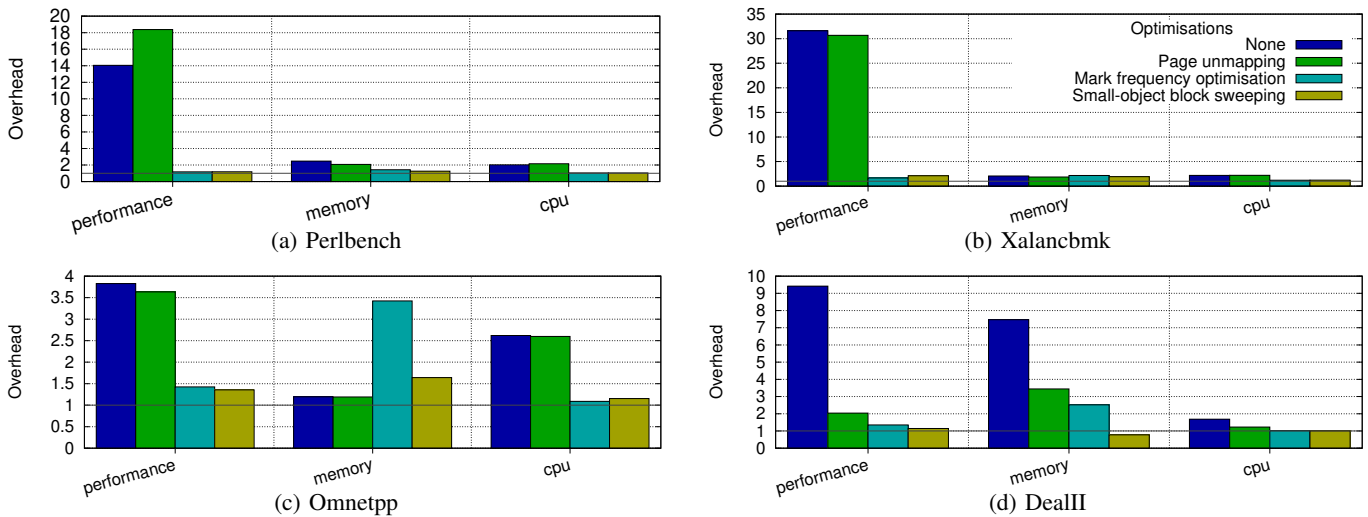 20
18
16
14
12
10
8
6
4
2
0
Overhead
performance
memory
cpu
(a) Perlbench
35
30
25
20
15
10
5
0
Overhead
Optimisations
None
Page unmapping
Mark frequency optimisation
Small-object block sweeping
performance
memory
cpu
(b) Xalancbmk
4
3.5
3
2.5
2
1.5
1
0.5
0
Overhead
performance
memory
cpu
(c) Omnetpp
10
9
8
7
6
5
4
3
2
1
0
Overhead
performance
memory
cpu
(d) DealII